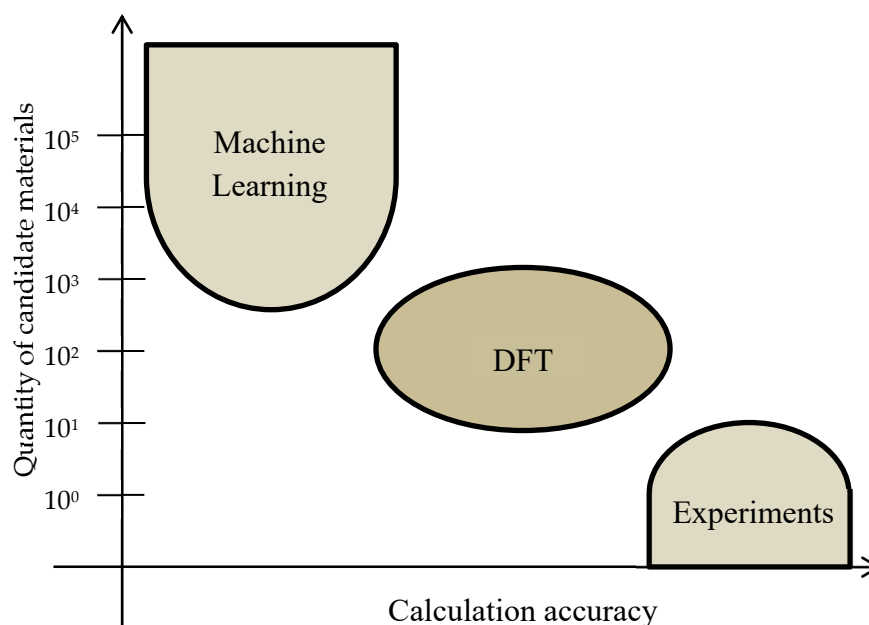 Quantity of candidate materials
10⁵
10⁴
10³
10²
10¹
10⁰
Machine
Learning
DFT
Experiments
Calculation accuracy